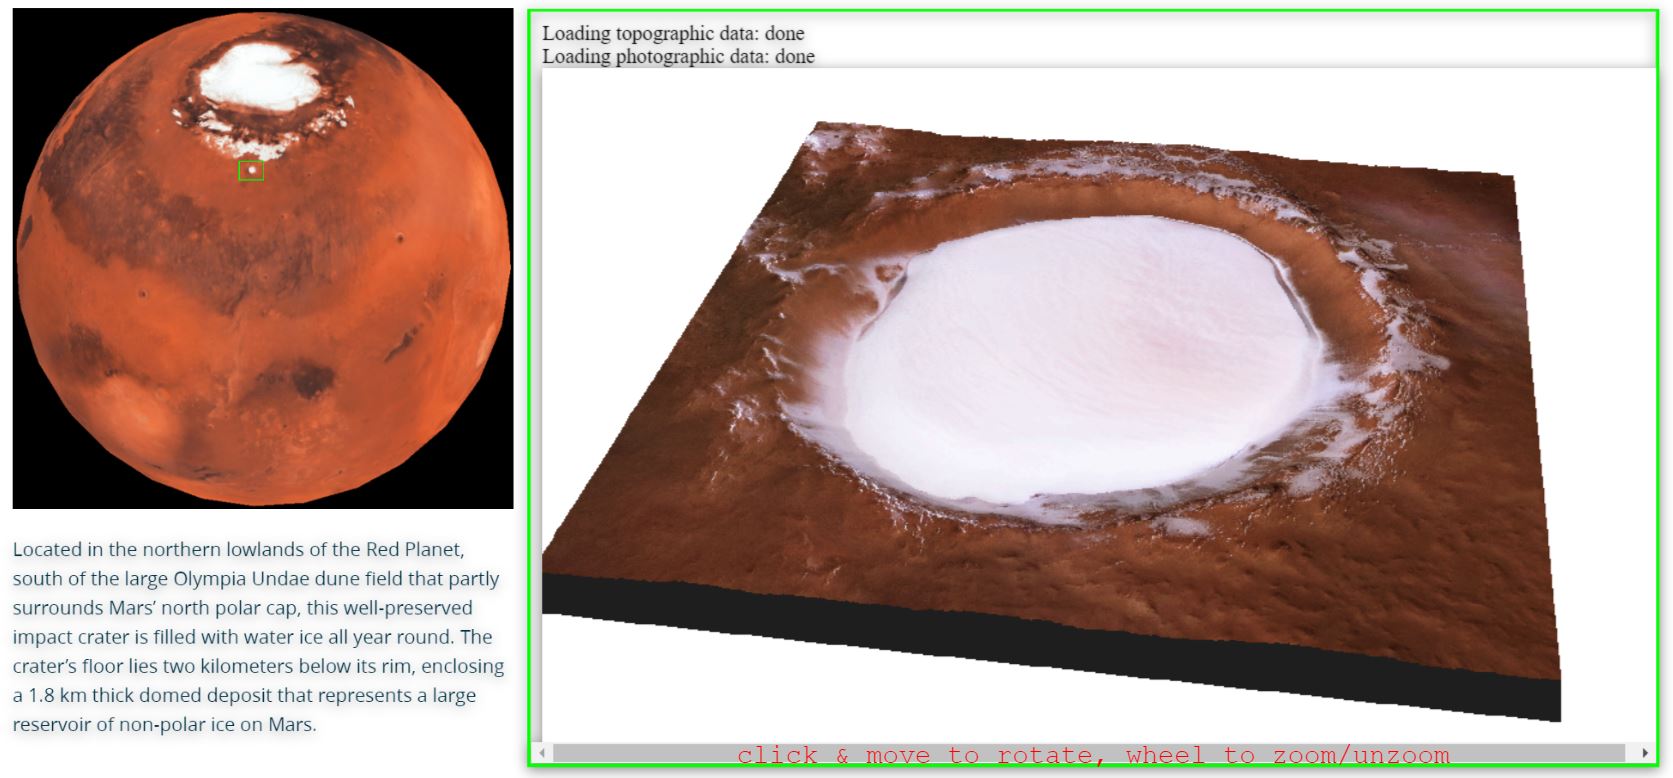 Loading topographic data: done
Loading photographic data: done
Located in the northern lowlands of the Red Planet,
south of the large Olympia Undae dune field that partly
surrounds Mars’ north polar cap, this well-preserved
impact crater is filled with water ice all year round. The
crater’s floor lies two kilometers below its rim, enclosing
a 1.8 km thick domed deposit that represents a large
reservoir of non-polar ice on Mars.
click & move to rotate, wheel to zoom/unzoom